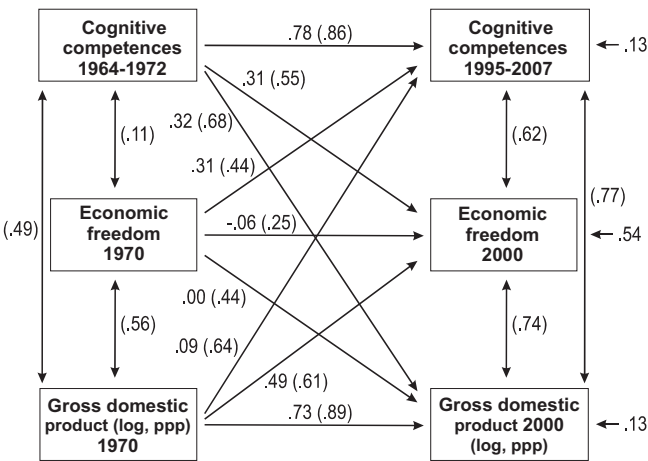 Cognitive
competences
1964-1972
.78 (.86)
Cognitive
competences
1995-2007
.13
.31 (.55)
.32 (.68)
(.11)
(.62)
.31 (.44)
(.77)
(.49)
Economic
freedom
1970
-.06 (.25)
Economic
freedom
2000
.54
.00 (.44)
(.56)
(.74)
.09 (.64)
.49 (.61)
Gross domestic
product (log, ppp)
1970
.73 (.89)
Gross domestic
product 2000
(log, ppp)
.13